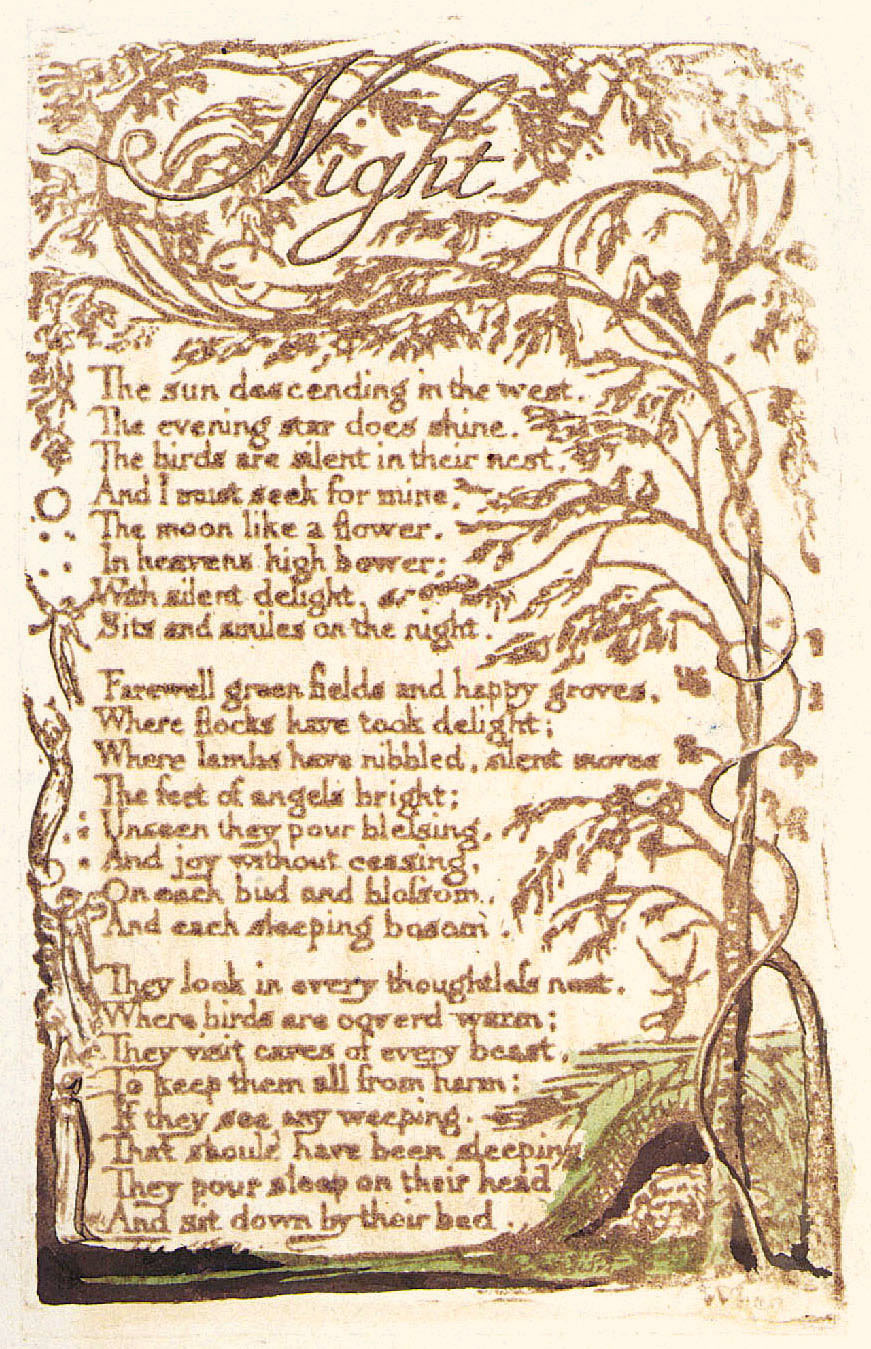 Night
The sun descending in the west.
The evening star does shine.
The birds are silent in their nest,
And I must seek for mine,
The moon like a flower,
In heavens high bower;
With silent delight,
Sits and smiles on the night.
Farewell green fields and happy groves,
Where flocks have took delight;
Where lambs have nibbled, silent moves
The feet of angels bright;
Unseen they pour blessing,
And joy without ceasing,
On each bud and blossom,
And each sleeping bosom.
They look in every thoughtless nest,
Where birds are coverd warm;
They visit caves of every beast,
To keep them all from harm;
If they see any weeping.
That should have been sleeping
They pour sleep on their head
And sit down by their bed.